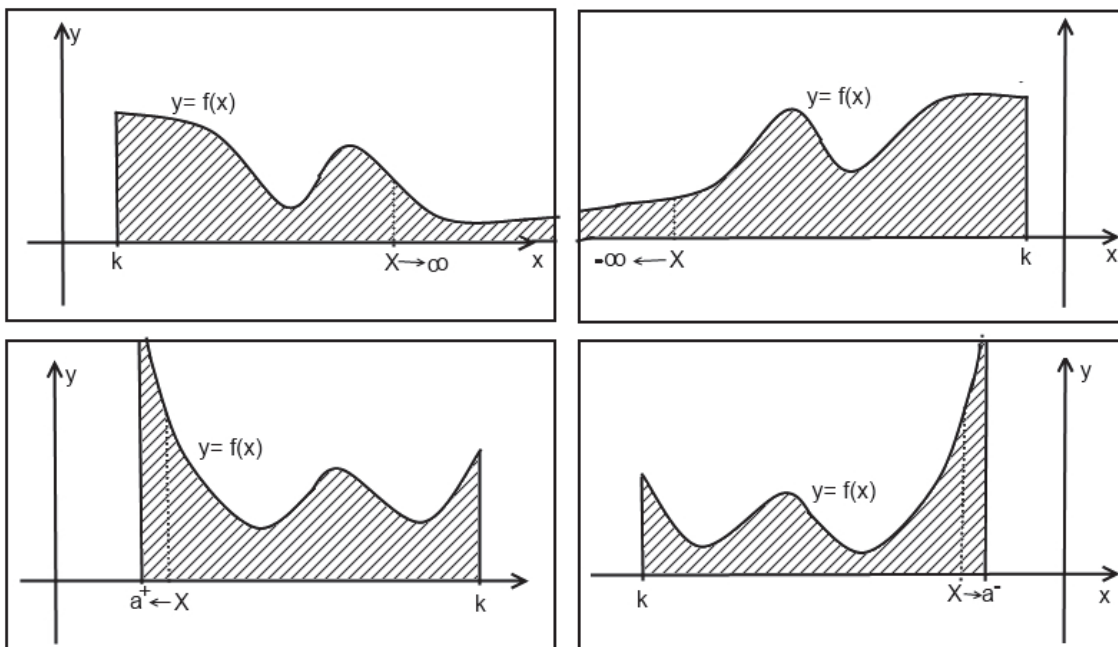 y
y= f(x)
k
X→∞
x
y= f(x)
-∞ ← X
k
x
y
y= f(x)
a⁺ ← X
k
y
y= f(x)
k
X→a⁻
x